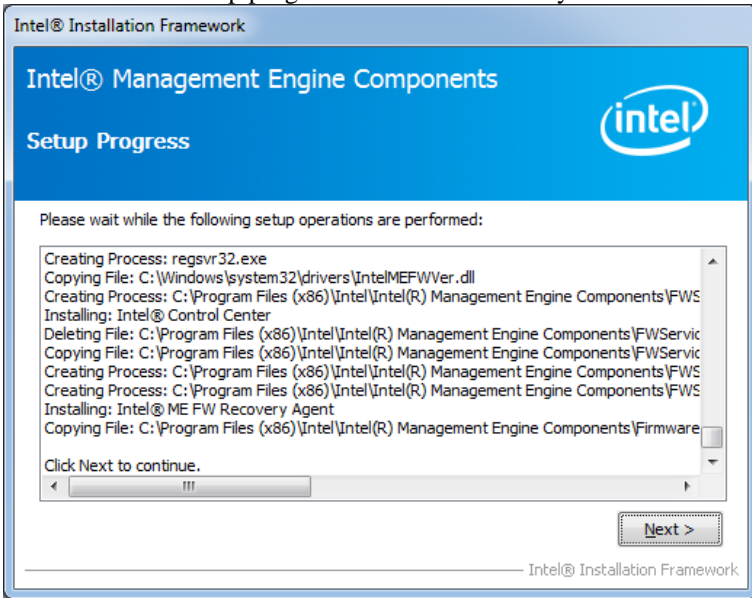 Intel® Installation Framework
Intel® Management Engine Components
intel
Setup Progress
Please wait while the following setup operations are performed:
Creating Process: regsvr32.exe
Copying File: C:\Windows\system32\drivers\IntelMEFWVer.dll
Creating Process: C:\Program Files (x86)\Intel\Intel(R) Management Engine Components\FWS
Installing: Intel® Control Center
Deleting File: C:\Program Files (x86)\Intel\Intel(R) Management Engine Components\FWServic
Copying File: C:\Program Files (x86)\Intel\Intel(R) Management Engine Components\FWServic
Creating Process: C:\Program Files (x86)\Intel\Intel(R) Management Engine Components\FWS
Creating Process: C:\Program Files (x86)\Intel\Intel(R) Management Engine Components\FWS
Installing: Intel® ME FW Recovery Agent
Copying File: C:\Program Files (x86)\Intel\Intel(R) Management Engine Components\Firmware
Click Next to continue.
Next >
Intel® Installation Framework